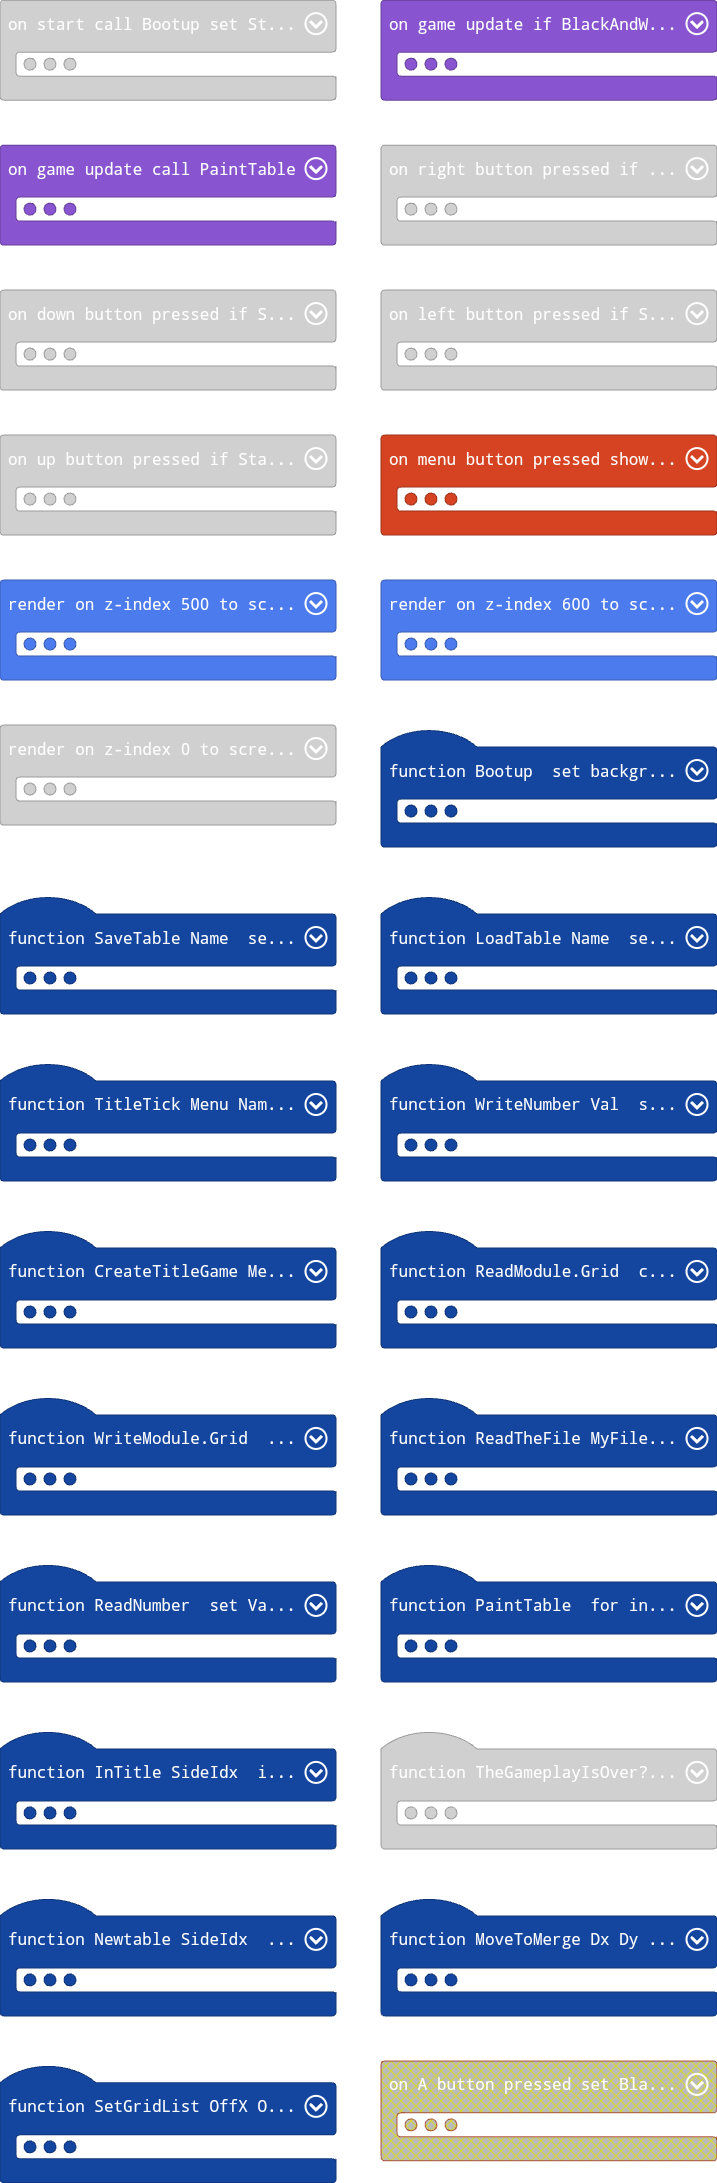 on start call Bootup set St...
on game update if BlackAndW...
on game update call PaintTable
on right button pressed if ...
on down button pressed if S...
on left button pressed if S...
on up button pressed if Sta...
on menu button pressed show...
render on z-index 500 to sc...
render on z-index 600 to sc...
render on z-index 0 to scre...
function Bootup  set backgr...
function SaveTable Name  se...
function LoadTable Name  se...
function TitleTick Menu Nam...
function WriteNumber Val  s...
function CreateTitleGame Me...
function ReadModule.Grid  c...
function WriteModule.Grid  ...
function ReadTheFile MyFile...
function ReadNumber  set Va...
function PaintTable  for in...
function InTitle SideIdx  i...
function TheGameplayIsOver?...
function Newtable SideIdx  ...
function MoveToMerge Dx Dy ...
function SetGridList OffX O...
on A button pressed set Bla...